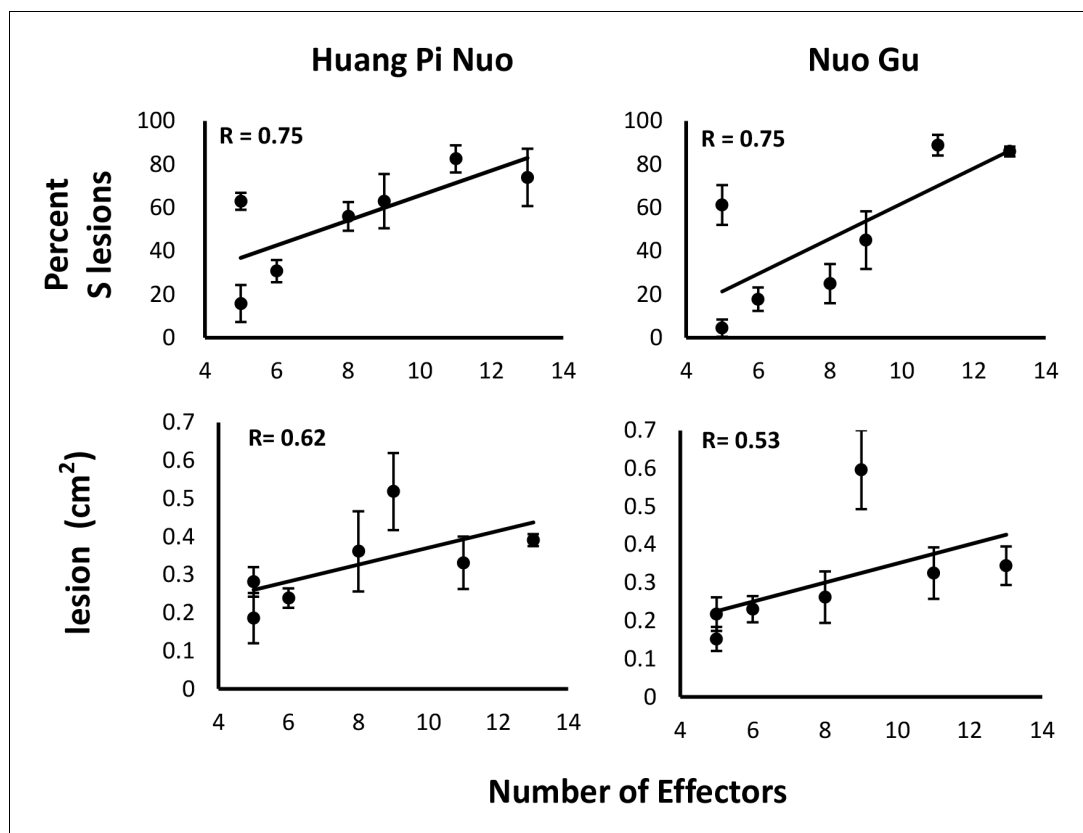 Huang Pi Nuo
Nuo Gu
Percent
S lesions
100
80
60
40
20
0
R = 0.75
4 6 8 10 12 14
100
80
60
40
20
0
R = 0.75
4 6 8 10 12 14
lesion (cm²)
0.7
0.6
0.5
0.4
0.3
0.2
0.1
0
R= 0.62
4 6 8 10 12 14
0.7
0.6
0.5
0.4
0.3
0.2
0.1
0
R= 0.53
4 6 8 10 12 14
Number of Effectors